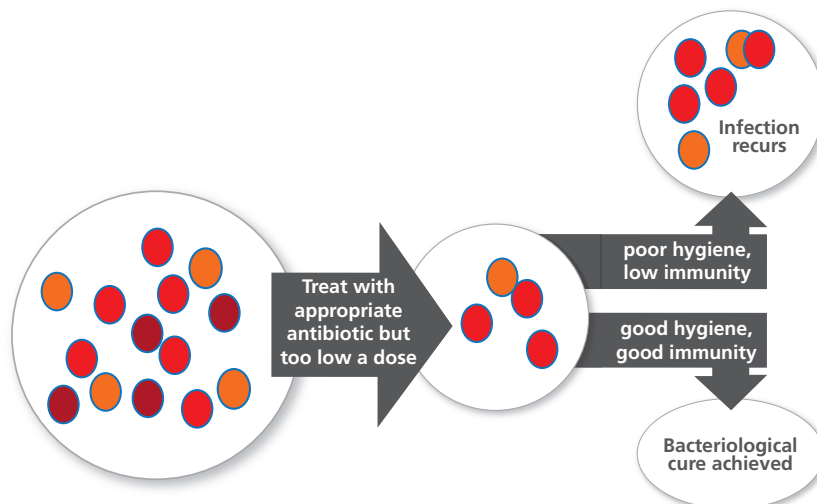 Infection
recurs
Treat with
appropriate
antibiotic but
too low a dose
poor hygiene,
low immunity
good hygiene,
good immunity
Bacteriological
cure achieved